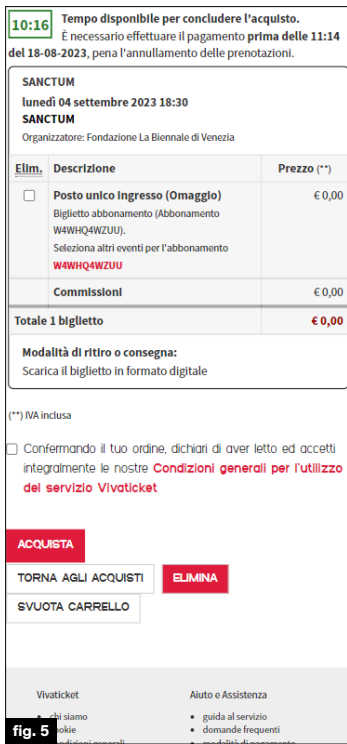 10:16
Tempo disponibile per concludere l'acquisto.
È necessario effettuare il pagamento prima delle 11:14
del 18-08-2023, pena l'annullamento delle prenotazioni.
SANCTUM
lunedì 04 settembre 2023 18:30
SANCTUM
Organizzatore: Fondazione La Biennale di Venezia
Elim. Descrizione Prezzo (**)
Posto unico Ingresso (Omaggio) € 0,00
Biglietto abbonamento (Abbonamento
W4WHQ4WZUU).
Seleziona altri eventi per l'abbonamento
W4WHQ4WZUU
Commissioni € 0,00
Totale 1 biglietto € 0,00
Modalità di ritiro o consegna:
Scarica il biglietto in formato digitale
(**) IVA inclusa
Confermando il tuo ordine, dichiari di aver letto ed accetti
integralmente le nostre Condizioni generali per l'utilizzo
del servizio Vivaticket
ACQUISTA
TORNA AGLI ACQUISTI ELIMINA
SVUOTA CARRELLO
Vivaticket Aiuto e Assistenza
chi siamo • guida al servizio
ookie • domande frequenti
fig. 5